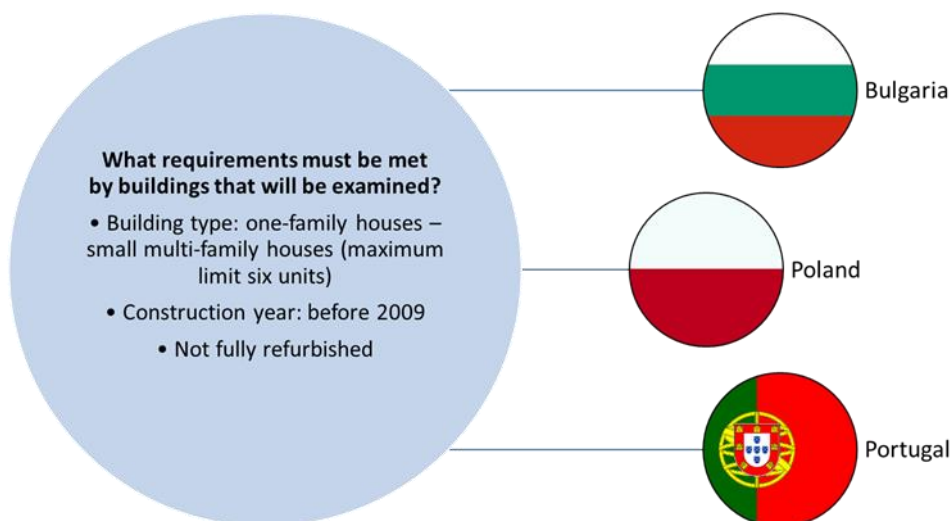 What requirements must be met
by buildings that will be examined?
• Building type: one-family houses –
small multi-family houses (maximum
limit six units)
• Construction year: before 2009
• Not fully refurbished
Bulgaria
Poland
Portugal